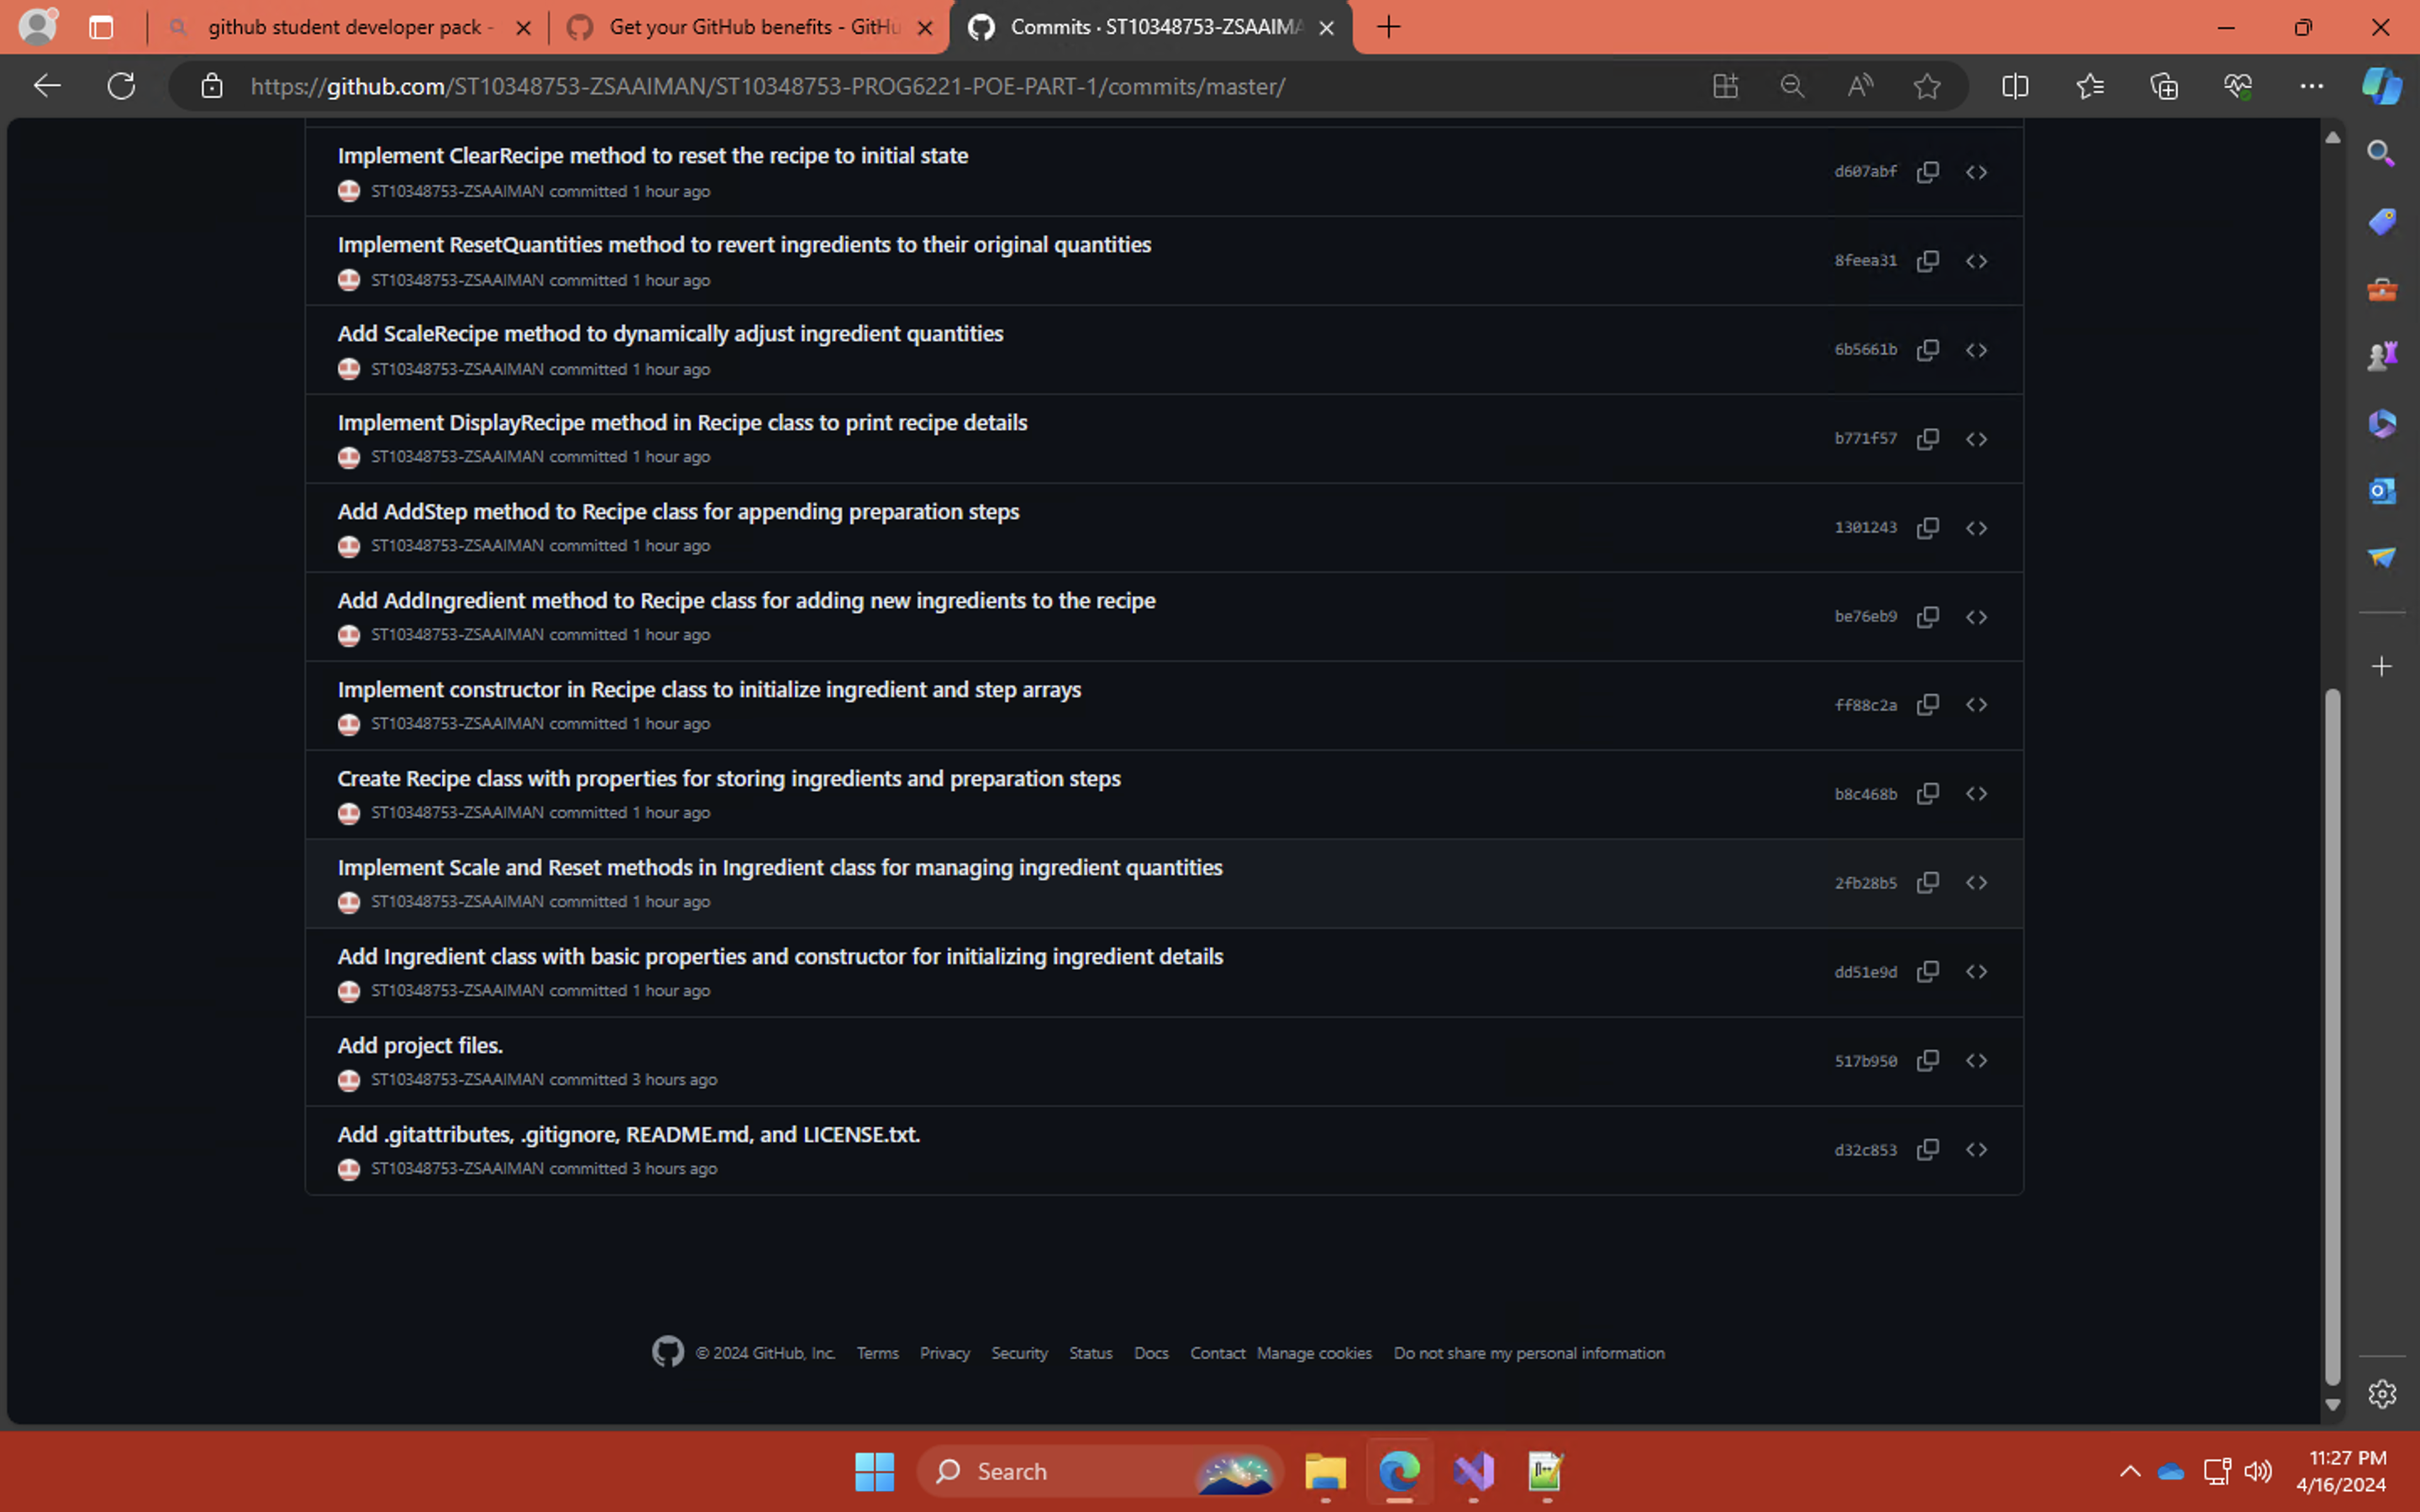 github student developer pack -
Get your GitHub benefits - GitHu
Commits · ST10348753-ZSAAIMA
https://github.com/ST10348753-ZSAAIMAN/ST10348753-PROG6221-POE-PART-1/commits/master/
Implement ClearRecipe method to reset the recipe to initial state
ST10348753-ZSAAIMAN committed 1 hour ago
d607abf
Implement ResetQuantities method to revert ingredients to their original quantities
ST10348753-ZSAAIMAN committed 1 hour ago
8feea31
Add ScaleRecipe method to dynamically adjust ingredient quantities
ST10348753-ZSAAIMAN committed 1 hour ago
6b5661b
Implement DisplayRecipe method in Recipe class to print recipe details
ST10348753-ZSAAIMAN committed 1 hour ago
b771f57
Add AddStep method to Recipe class for appending preparation steps
ST10348753-ZSAAIMAN committed 1 hour ago
1301243
Add AddIngredient method to Recipe class for adding new ingredients to the recipe
ST10348753-ZSAAIMAN committed 1 hour ago
be76eb9
Implement constructor in Recipe class to initialize ingredient and step arrays
ST10348753-ZSAAIMAN committed 1 hour ago
ff88c2a
Create Recipe class with properties for storing ingredients and preparation steps
ST10348753-ZSAAIMAN committed 1 hour ago
b8c468b
Implement Scale and Reset methods in Ingredient class for managing ingredient quantities
ST10348753-ZSAAIMAN committed 1 hour ago
2fb28b5
Add Ingredient class with basic properties and constructor for initializing ingredient details
ST10348753-ZSAAIMAN committed 1 hour ago
dd51e9d
Add project files.
ST10348753-ZSAAIMAN committed 3 hours ago
517b950
Add .gitattributes, .gitignore, README.md, and LICENSE.txt.
ST10348753-ZSAAIMAN committed 3 hours ago
d32c853
© 2024 GitHub, Inc. Terms Privacy Security Status Docs Contact Manage cookies Do not share my personal information
Search
11:27 PM
4/16/2024